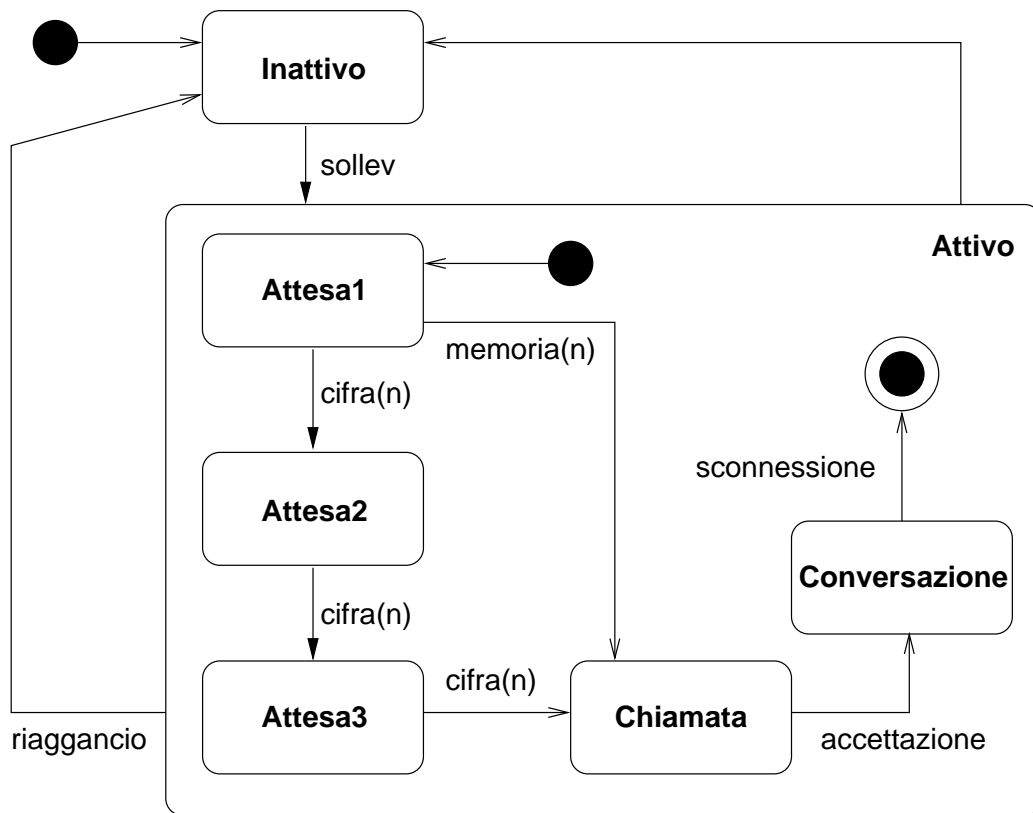 Inattivo
sollev
Attivo
Attesa1
memoria(n)
cifra(n)
sconnessione
Attesa2
Conversazione
cifra(n)
cifra(n)
Attesa3
Chiamata
riaggancio
accettazione